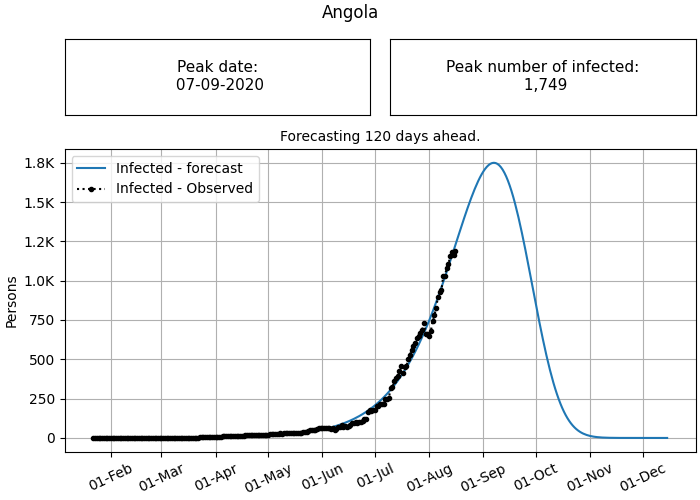 Angola
Peak date:
07-09-2020
Peak number of infected:
1,749
Forecasting 120 days ahead.
Infected - forecast
Infected - Observed
1.8K
1.5K
1.2K
1.0K
750
500
250
0
Persons
01-Feb
01-Mar
01-Apr
01-May
01-Jun
01-Jul
01-Aug
01-Sep
01-Oct
01-Nov
01-Dec